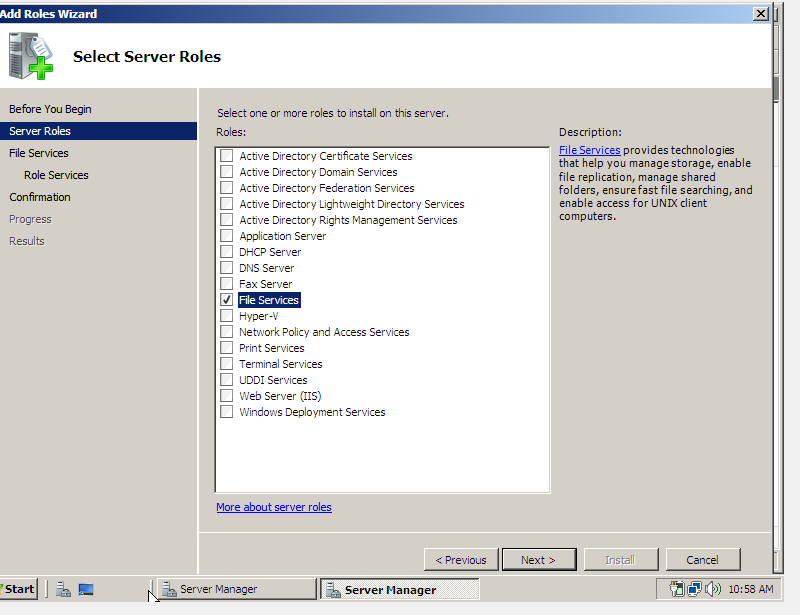 Add Roles Wizard
Select Server Roles
Before You Begin
Server Roles
File Services
Role Services
Confirmation
Progress
Results
Select one or more roles to install on this server.
Roles:
Active Directory Certificate Services
Active Directory Domain Services
Active Directory Federation Services
Active Directory Lightweight Directory Services
Active Directory Rights Management Services
Application Server
DHCP Server
DNS Server
Fax Server
File Services
Hyper-V
Network Policy and Access Services
Print Services
Terminal Services
UDDI Services
Web Server (IIS)
Windows Deployment Services
More about server roles
Description:
File Services provides technologies
that help you manage storage, enable
file replication, manage shared
folders, ensure fast file searching, and
enable access for UNIX client
computers.
< Previous
Next >
Install
Cancel
Start
Server Manager
Server Manager
10:58 AM